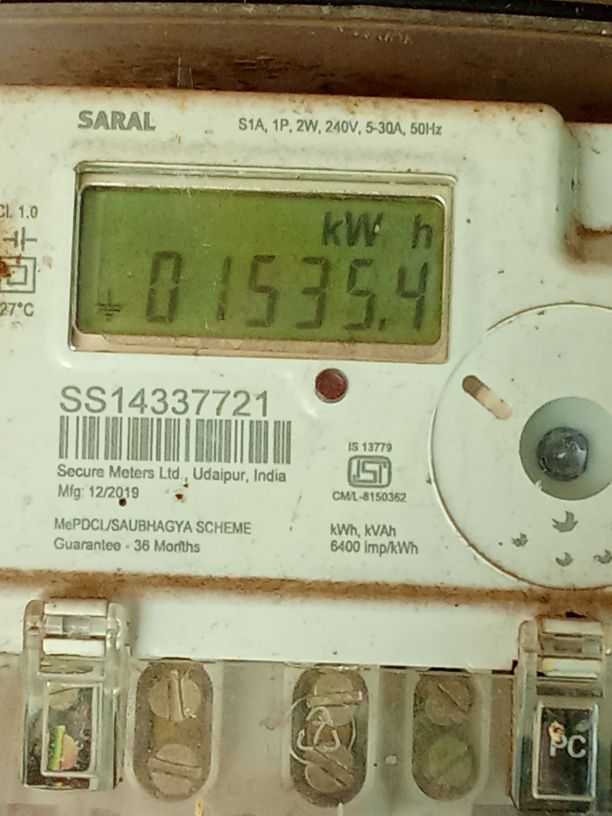 SARAL
S1A, 1P, 2W, 240V, 5-30A, 50Hz
Cl. 1.0
27°C
kW h
01535.4
SS14337721
Secure Meters Ltd., Udaipur, India
Mfg: 12/2019
MePDCL/SAUBHAGYA SCHEME
Guarantee - 36 Months
IS 13779
ISI
CM/L-8150362
kWh, kVAh
6400 imp/kWh
PC